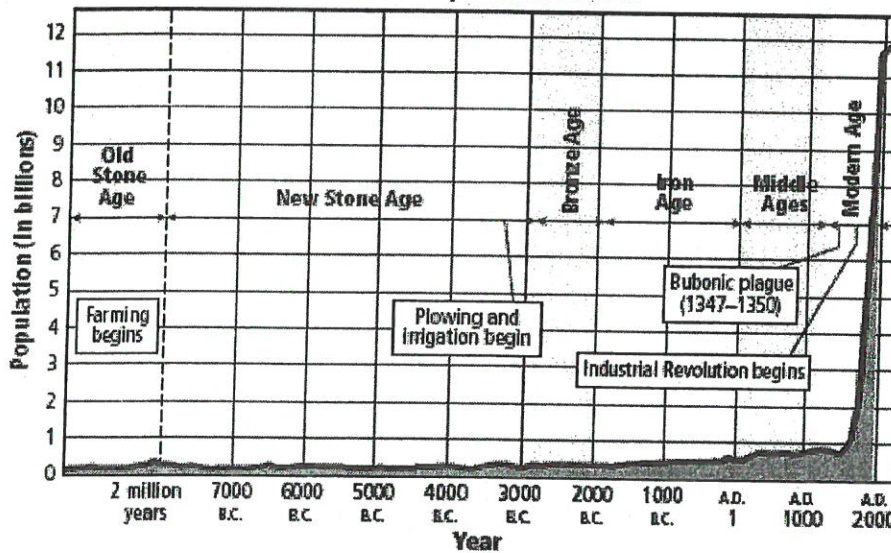 12
11
10
9
8
7
6
5
4
3
2
1
0
Population (in billions)
Old
Stone
Age
New Stone Age
Bronze Age
Iron
Age
Middle
Ages
Modern Age
Farming
begins
Plowing and
irrigation begin
Bubonic plague
(1347–1350)
Industrial Revolution begins
2 million
years
7000
B.C.
6000
B.C.
5000
B.C.
4000
B.C.
3000
B.C.
2000
B.C.
1000
B.C.
A.D.
1
A.D.
1000
A.D.
2000
Year